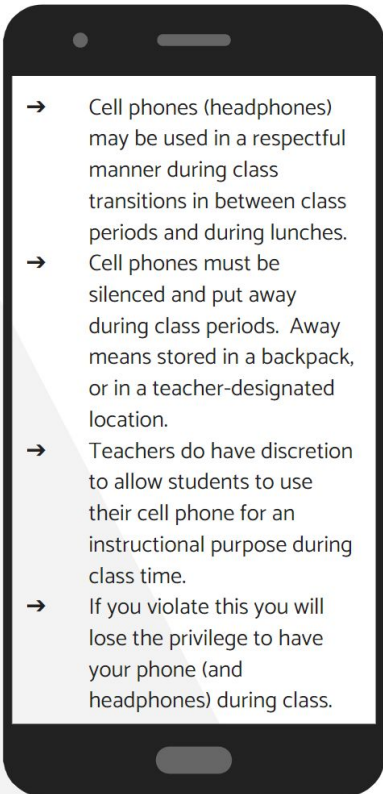 ➔ Cell phones (headphones)
may be used in a respectful
manner during class
transitions in between class
periods and during lunches.
➔ Cell phones must be
silenced and put away
during class periods.  Away
means stored in a backpack,
or in a teacher-designated
location.
➔ Teachers do have discretion
to allow students to use
their cell phone for an
instructional purpose during
class time.
➔ If you violate this you will
lose the privilege to have
your phone (and
headphones) during class.